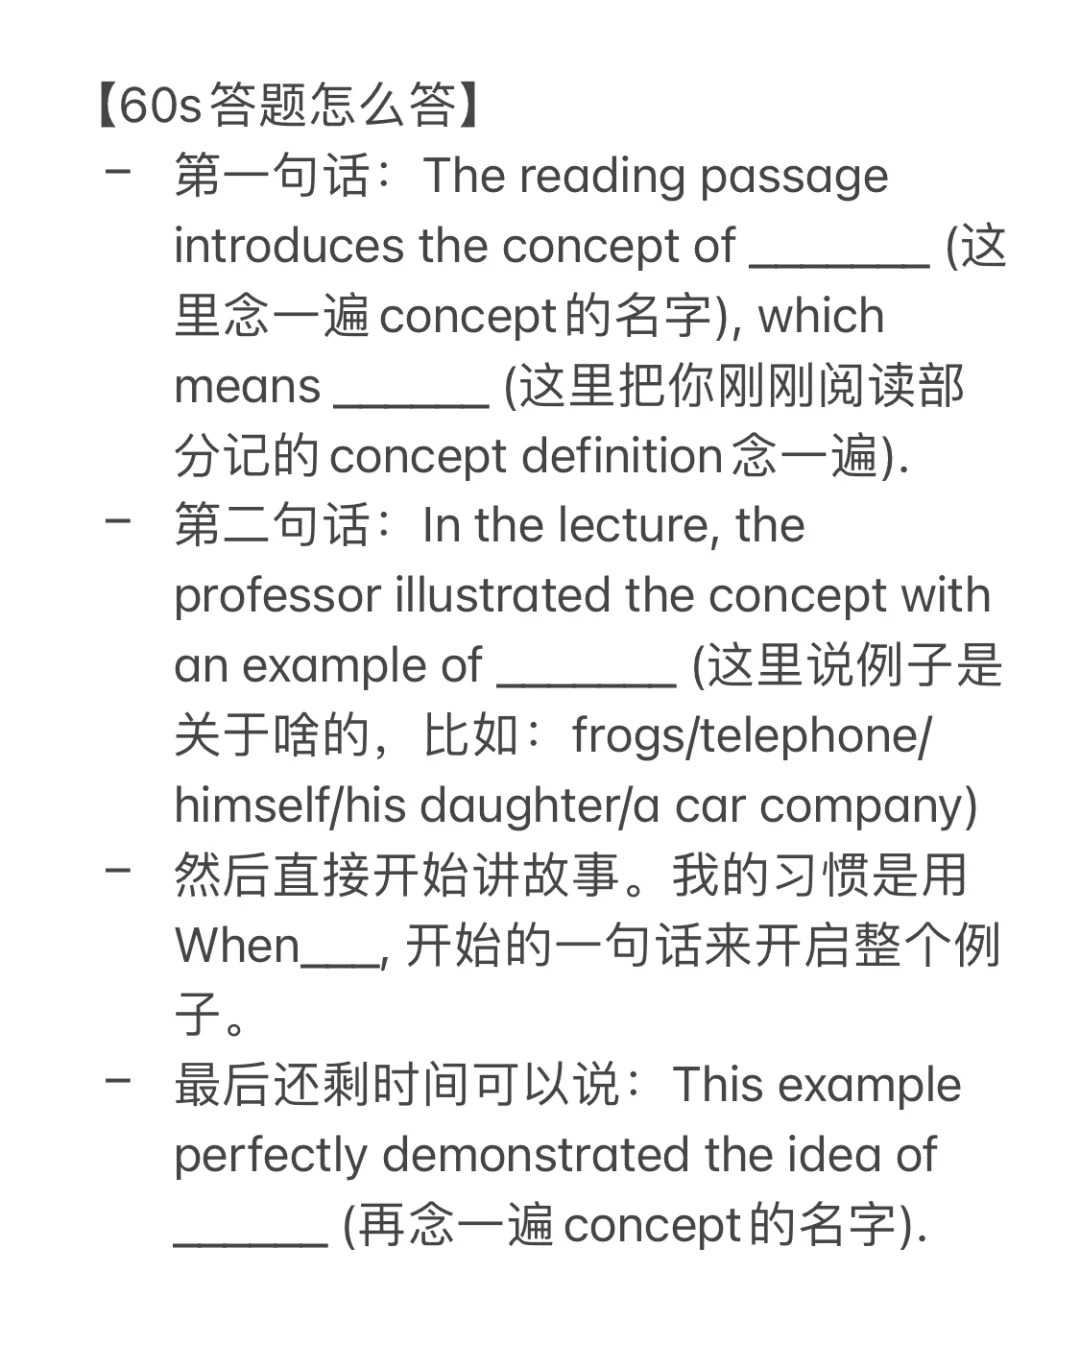 【60s答题怎么答】
– 第一句话：The reading passage
introduces the concept of _______ (这
里念一遍concept的名字), which
means ______ (这里把你刚刚阅读部
分记的concept definition念一遍).
– 第二句话：In the lecture, the
professor illustrated the concept with
an example of _______ (这里说例子是
关于啥的，比如：frogs/telephone/
himself/his daughter/a car company)
– 然后直接开始讲故事。我的习惯是用
When___, 开始的一句话来开启整个例
子。
– 最后还剩时间可以说：This example
perfectly demonstrated the idea of
______ (再念一遍concept的名字).